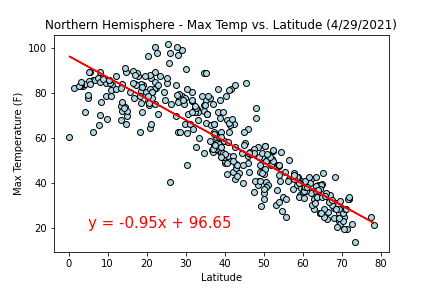 Northern Hemisphere - Max Temp vs. Latitude (4/29/2021)
100
80
60
40
20
Max Temperature (F)
y = -0.95x + 96.65
0 10 20 30 40 50 60 70 80
Latitude